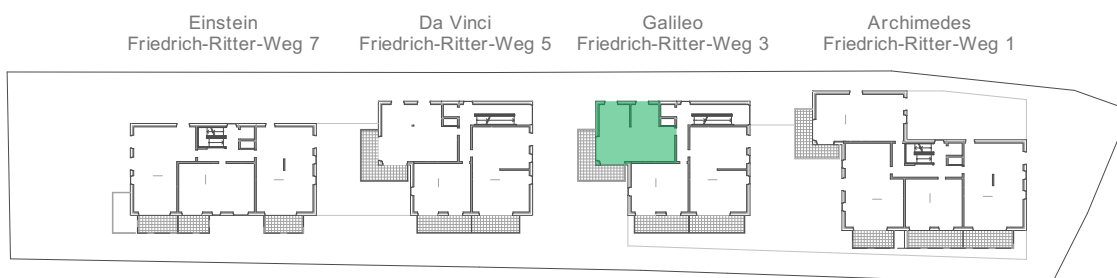 Einstein
Friedrich-Ritter-Weg 7
Da Vinci
Friedrich-Ritter-Weg 5
Galileo
Friedrich-Ritter-Weg 3
Archimedes
Friedrich-Ritter-Weg 1